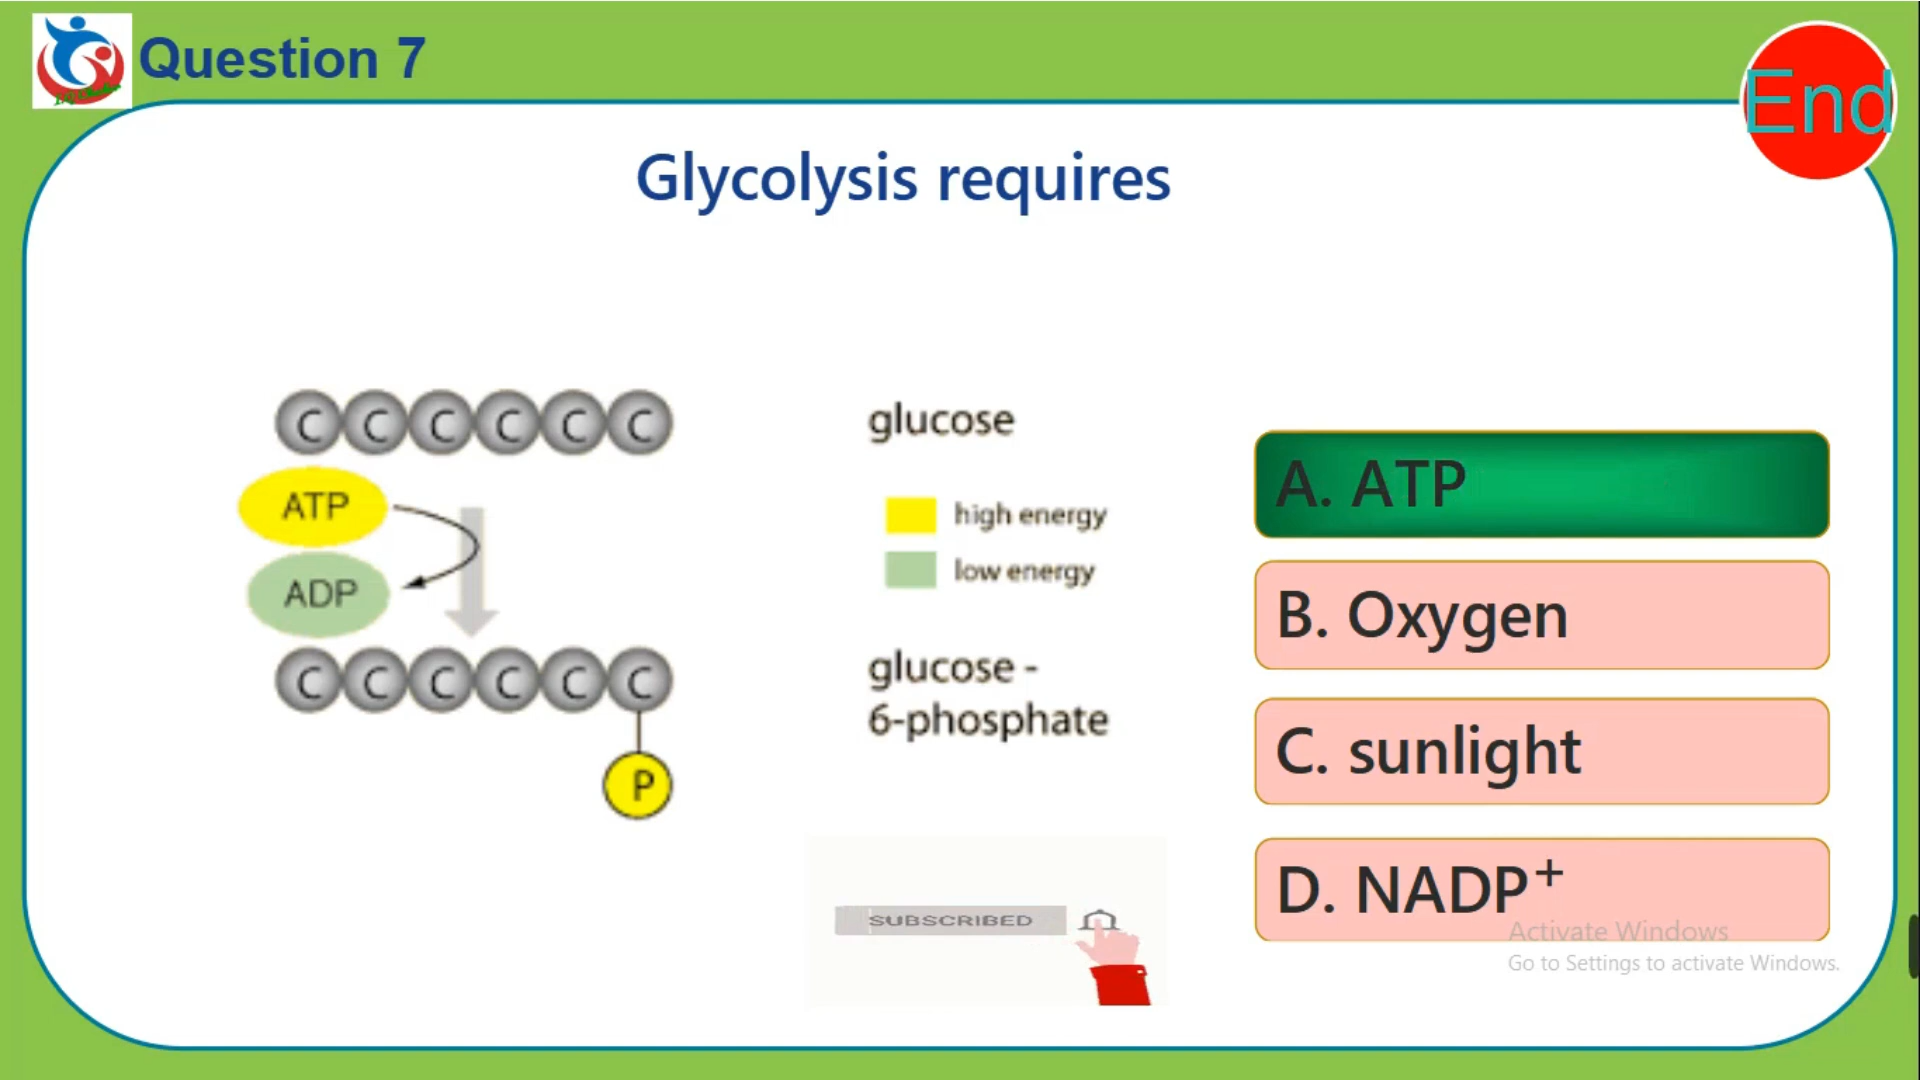 Question 7
End
Glycolysis requires
C C C C C C
glucose
ATP
high energy
ADP
low energy
C C C C C C
glucose -
6-phosphate
P
A. ATP
B. Oxygen
C. sunlight
D. NADP⁺
SUBSCRIBED
Activate Windows
Go to Settings to activate Windows.